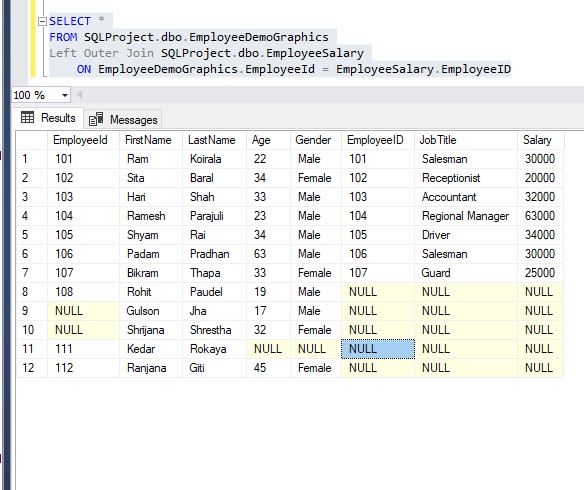 SELECT *
FROM SQLProject.dbo.EmployeeDemoGraphics
Left Outer Join SQLProject.dbo.EmployeeSalary
ON EmployeeDemoGraphics.EmployeeId = EmployeeSalary.EmployeeID
100 %
Results Messages
EmployeeId FirstName LastName Age Gender EmployeeID JobTitle Salary
1 101 Ram Koirala 22 Male 101 Salesman 30000
2 102 Sita Baral 34 Female 102 Receptionist 20000
3 103 Hari Shah 33 Male 103 Accountant 32000
4 104 Ramesh Parajuli 23 Male 104 Regional Manager 63000
5 105 Shyam Rai 34 Male 105 Driver 34000
6 106 Padam Pradhan 63 Male 106 Salesman 30000
7 107 Bikram Thapa 33 Female 107 Guard 25000
8 108 Rohit Paudel 19 Male NULL NULL NULL
9 NULL Gulson Jha 17 Male NULL NULL NULL
10 NULL Shrijana Shrestha 32 Female NULL NULL NULL
11 111 Kedar Rokaya NULL NULL NULL NULL NULL
12 112 Ranjana Giti 45 Female NULL NULL NULL